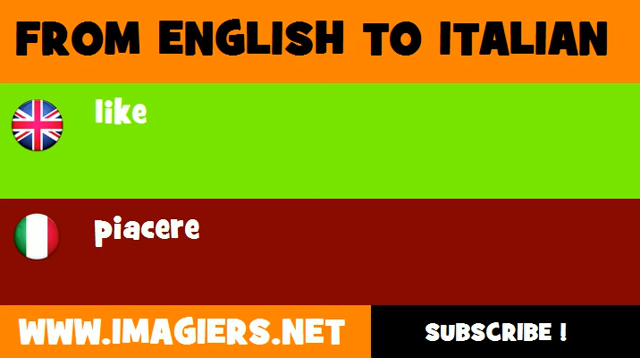 FROM ENGLISH TO ITALIAN
like
piacere
WWW.IMAGIERS.NET
SUBSCRIBE !